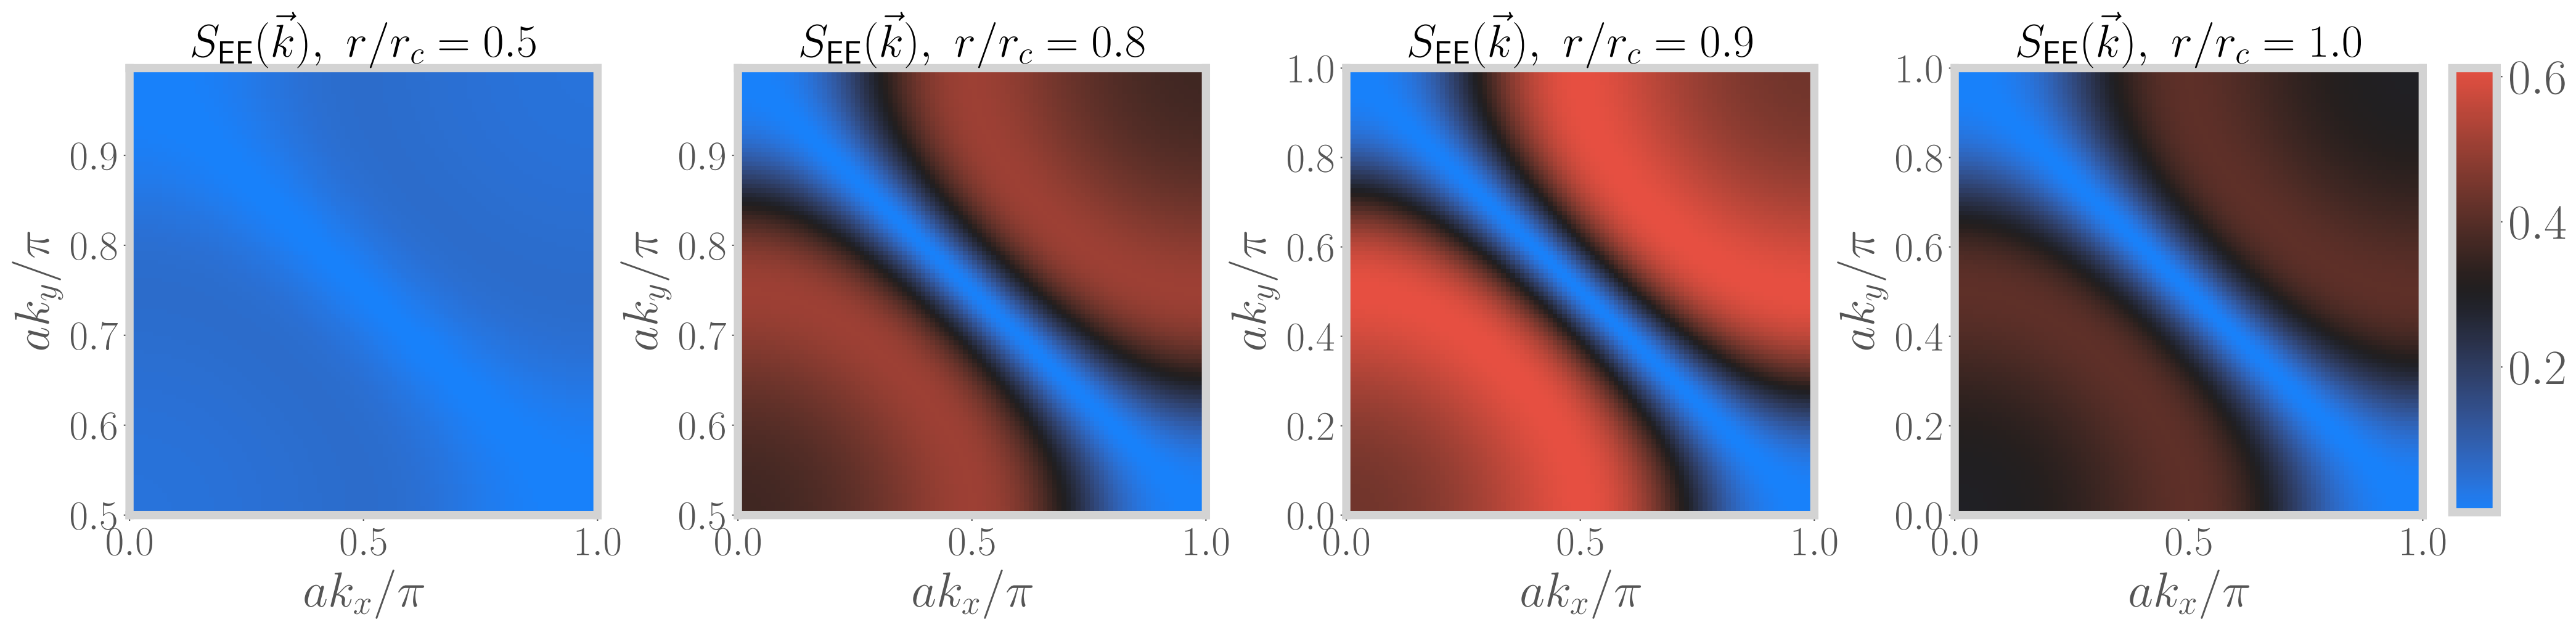 S_EE(k⃗), r/r_c = 0.5
S_EE(k⃗), r/r_c = 0.8
S_EE(k⃗), r/r_c = 0.9
S_EE(k⃗), r/r_c = 1.0
ak_y/π
0.9
0.8
0.7
0.6
0.5
0.0 0.5 1.0
ak_x/π
ak_y/π
0.9
0.8
0.7
0.6
0.5
0.0 0.5 1.0
ak_x/π
ak_y/π
1.0
0.8
0.6
0.4
0.2
0.0
0.0 0.5 1.0
ak_x/π
ak_y/π
1.0
0.8
0.6
0.4
0.2
0.0
0.0 0.5 1.0
ak_x/π
0.6
0.4
0.2